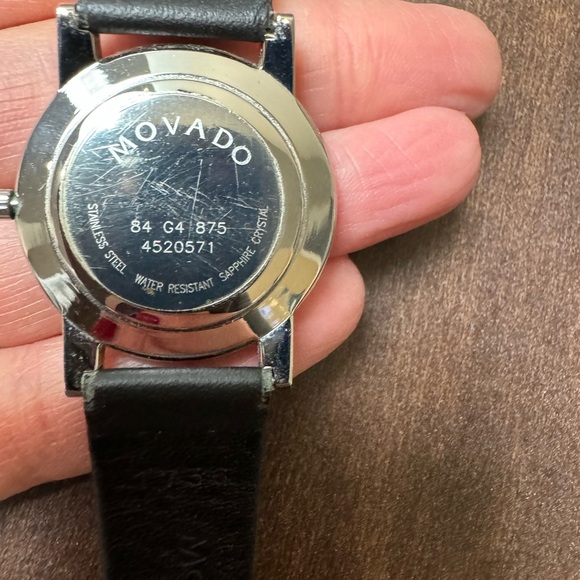 MOVADO
84 G4 875
4520571
STAINLESS STEEL WATER RESISTANT SAPPHIRE CRYSTAL